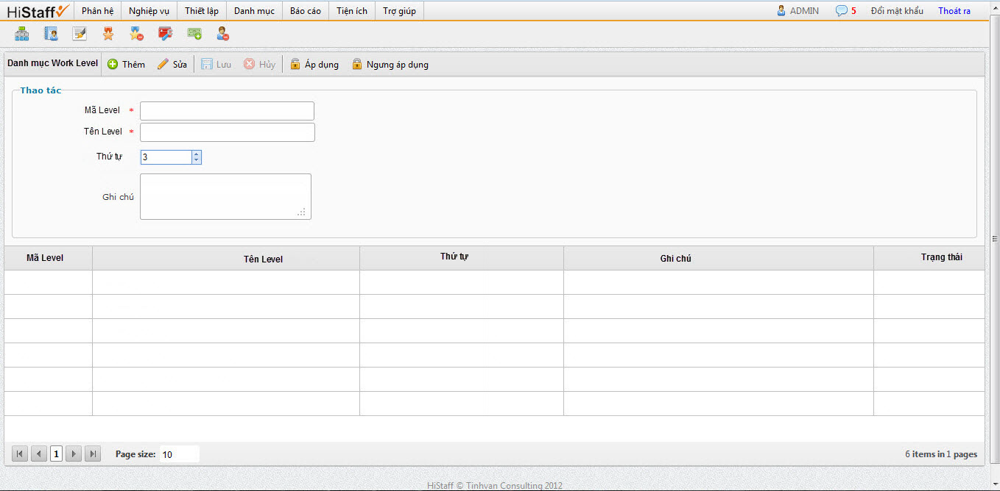 HiStaff Phân hệ Nghiệp vụ Thiết lập Danh mục Báo cáo Tiện ích Trợ giúp ADMIN 5 Đổi mật khẩu Thoát ra
Danh mục Work Level Thêm Sửa Lưu Hủy Áp dụng Ngưng áp dụng
Thao tác
Mã Level *
Tên Level *
Thứ tự 3
Ghi chú
Mã Level Tên Level Thứ tự Ghi chú Trạng thái
1 Page size: 10 6 items in 1 pages
HiStaff © Tinhvan Consulting 2012